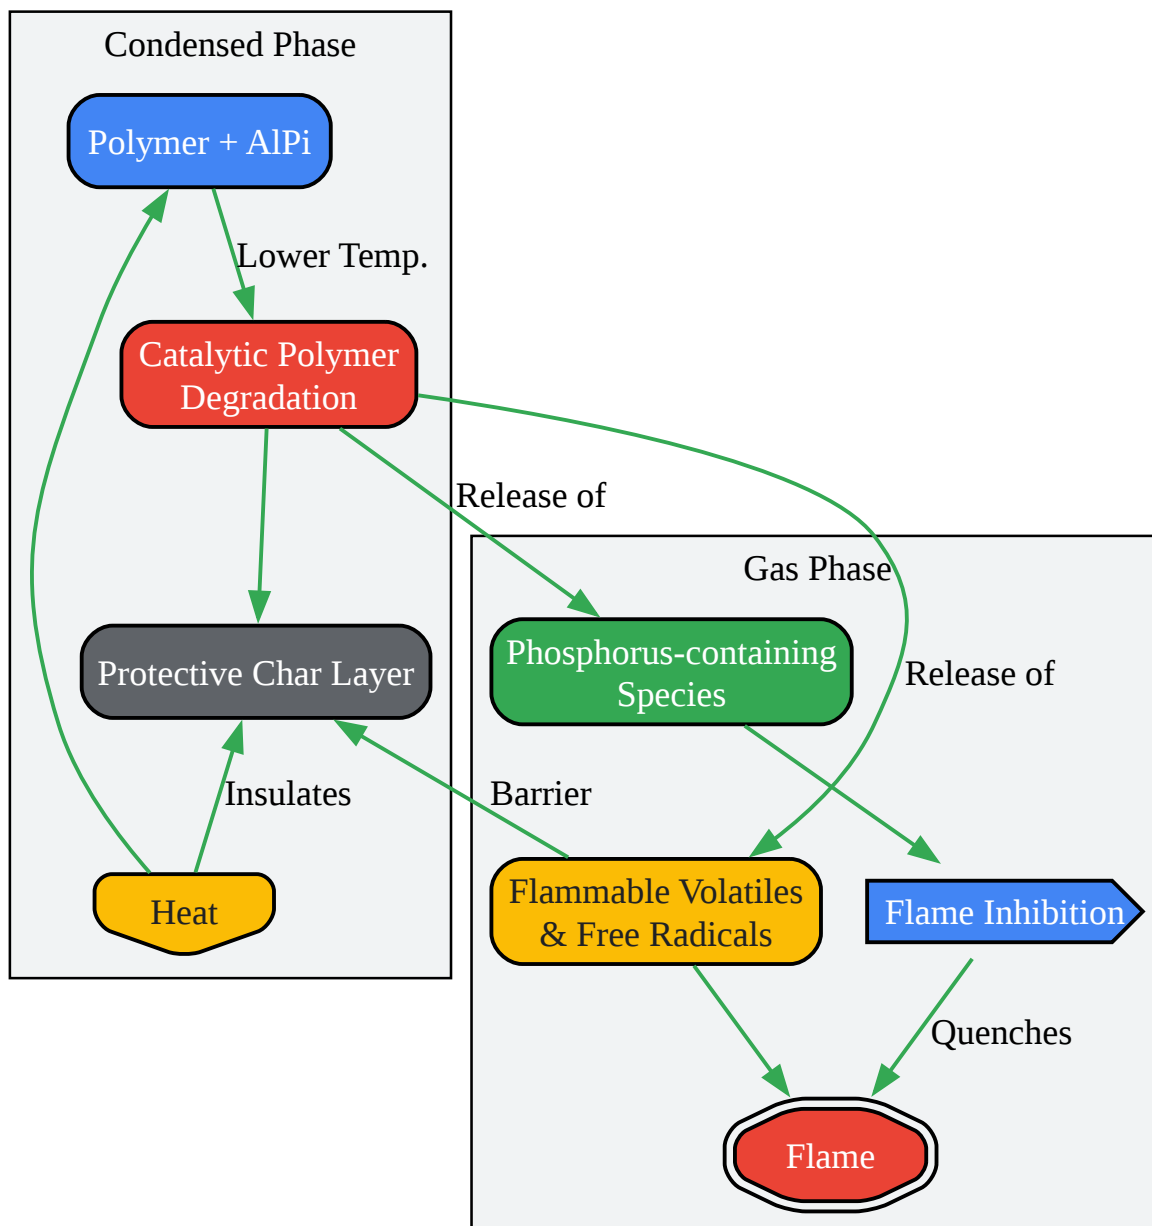 Condensed Phase
Polymer + AlPi
Lower Temp.
Catalytic Polymer
Degradation
Release of
Gas Phase
Phosphorus-containing
Species
Release of
Protective Char Layer
Insulates
Barrier
Heat
Flammable Volatiles
& Free Radicals
Flame Inhibition
Quenches
Flame